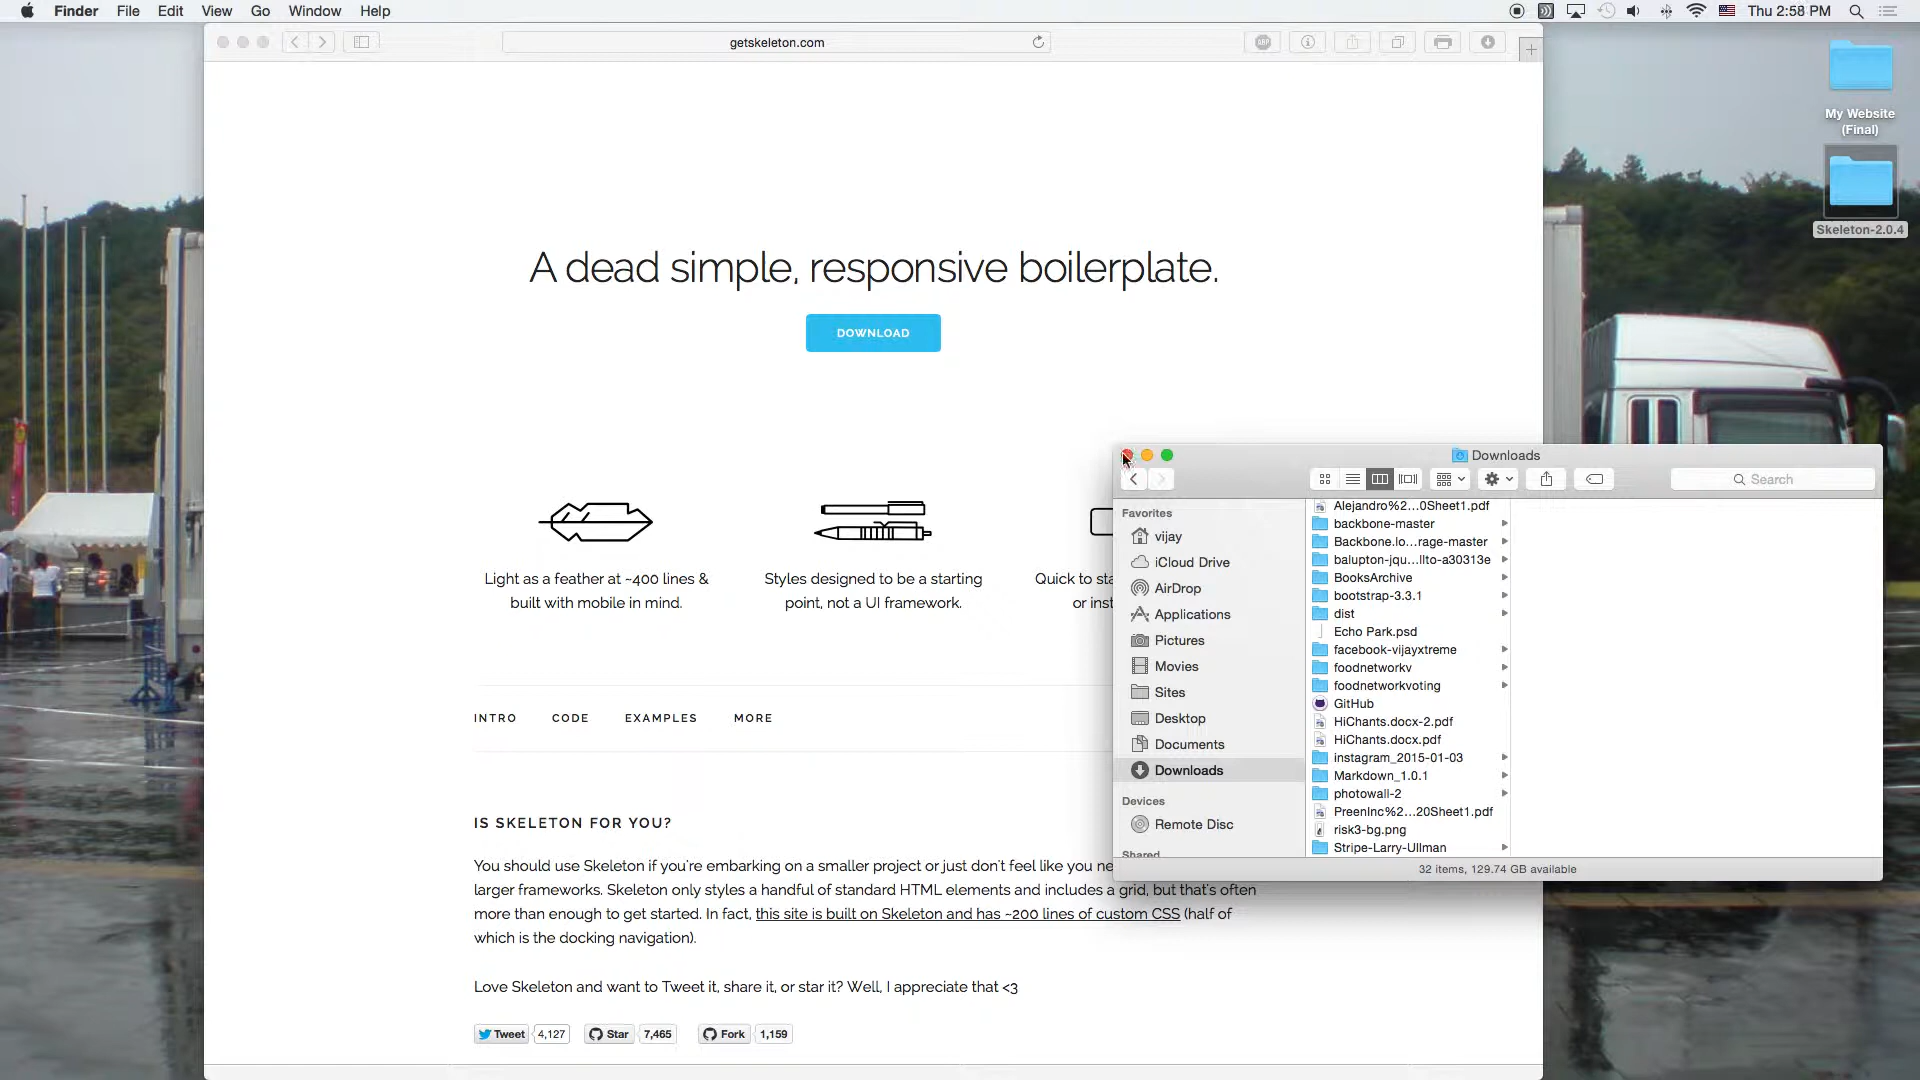 Finder File Edit View Go Window Help
Thu 2:58 PM
getskeleton.com
ABP
My Website
(Final)
Skeleton-2.0.4
A dead simple, responsive boilerplate.
DOWNLOAD
Light as a feather at ~400 lines &
built with mobile in mind.
Styles designed to be a starting
point, not a UI framework.
Quick to sta
or inst
INTRO CODE EXAMPLES MORE
IS SKELETON FOR YOU?
You should use Skeleton if you're embarking on a smaller project or just don't feel like you ne
larger frameworks. Skeleton only styles a handful of standard HTML elements and includes a grid, but that's often
more than enough to get started. In fact, this site is built on Skeleton and has ~200 lines of custom CSS (half of
which is the docking navigation).
Love Skeleton and want to Tweet it, share it, or star it? Well, I appreciate that <3
Tweet 4,127 Star 7,465 Fork 1,159
Downloads
Search
Favorites
vijay
iCloud Drive
AirDrop
Applications
Pictures
Movies
Sites
Desktop
Documents
Downloads
Devices
Remote Disc
Shared
Alejandro%2...0Sheet1.pdf
backbone-master
Backbone.lo...rage-master
balupton-jqu...llto-a30313e
BooksArchive
bootstrap-3.3.1
dist
Echo Park.psd
facebook-vijayxtreme
foodnetworkv
foodnetworkvoting
GitHub
HiChants.docx-2.pdf
HiChants.docx.pdf
instagram_2015-01-03
Markdown_1.0.1
photowall-2
PreenInc%2...20Sheet1.pdf
risk3-bg.png
Stripe-Larry-Ullman
32 items, 129.74 GB available